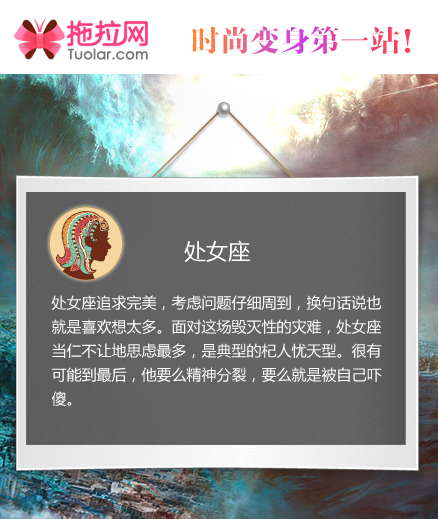 拖拉网
Tuolar.com
时尚变身第一站!
处女座
处女座追求完美，考虑问题仔细周到，换句话说也
就是喜欢想太多。面对这场毁灭性的灾难，处女座
当仁不让地思虑最多，是典型的杞人忧天型。很有
可能到最后，他要么精神分裂，要么就是被自己吓
傻。